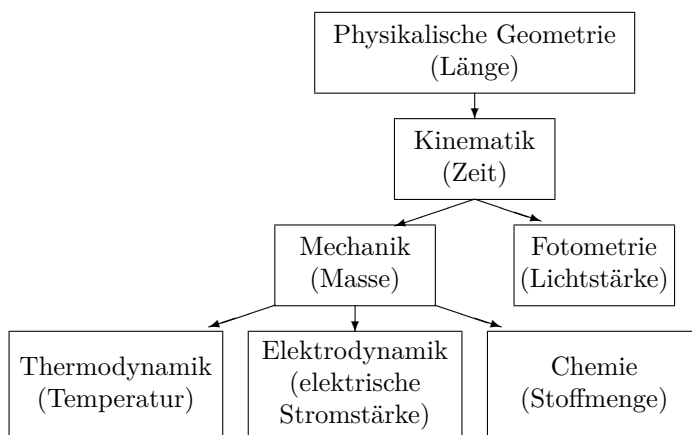 Physikalische Geometrie
(Länge)
Kinematik
(Zeit)
Mechanik
(Masse)
Fotometrie
(Lichtstärke)
Thermodynamik
(Temperatur)
Elektrodynamik
(elektrische
Stromstärke)
Chemie
(Stoffmenge)